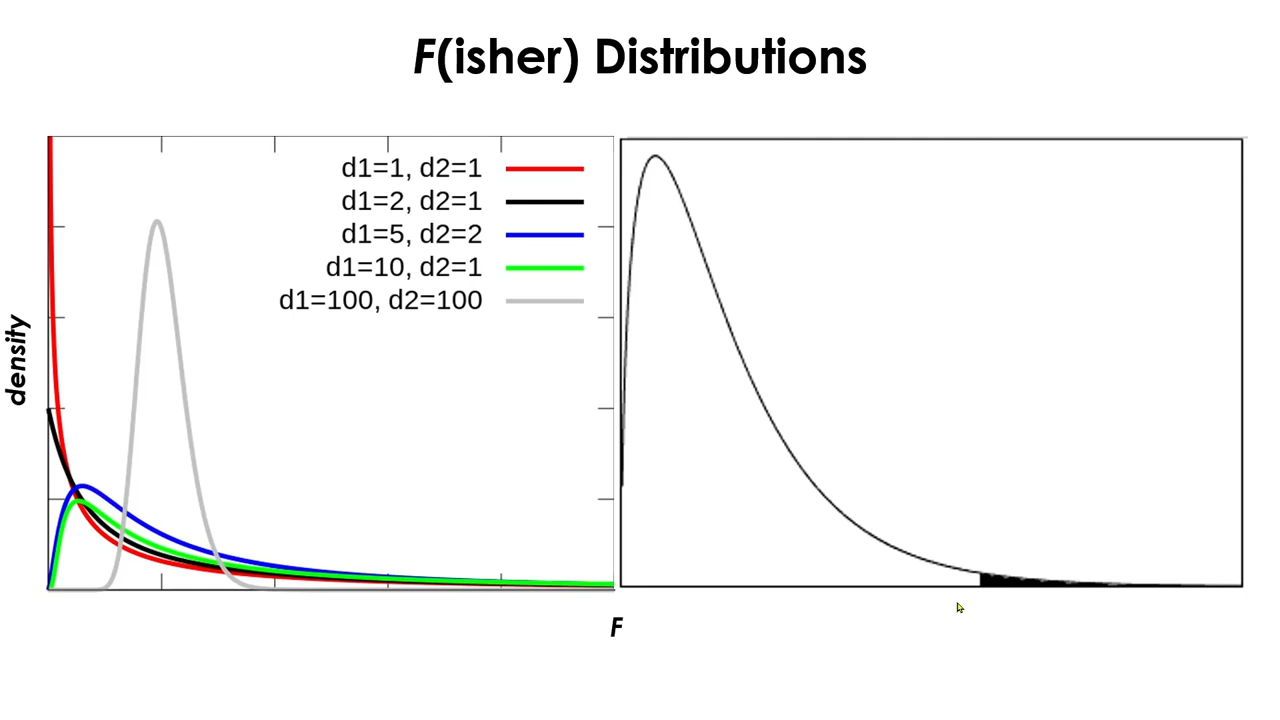 F(isher) Distributions
d1=1, d2=1
d1=2, d2=1
d1=5, d2=2
d1=10, d2=1
d1=100, d2=100
density
F